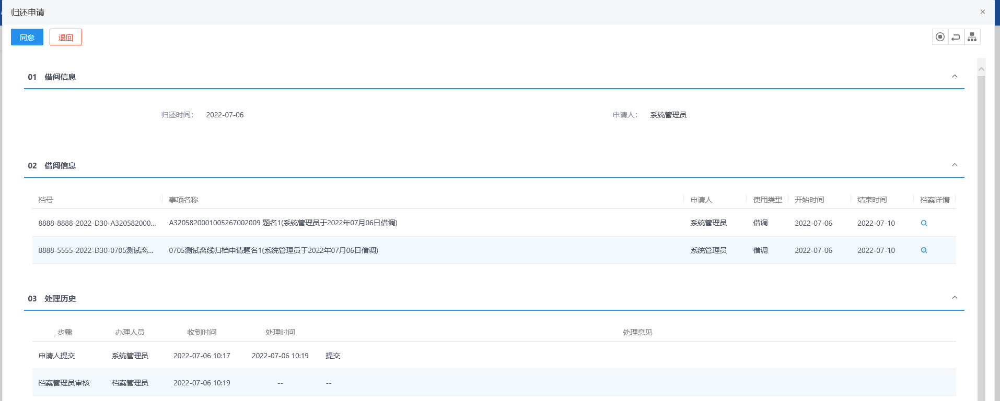 归还申请
同意 退回
01 借阅信息
归还时间： 2022-07-06 申请人： 系统管理员
02 借阅信息
档号 事项名称 申请人 使用类型 开始时间 结束时间 档案详情
8888-8888-2022-D30-A320582000... A3205820001005267002009 题名1(系统管理员于2022年07月06日借调) 系统管理员 借调 2022-07-06 2022-07-10
8888-5555-2022-D30-0705测试离... 0705测试离线归档申请题名1(系统管理员于2022年07月06日借调) 系统管理员 借调 2022-07-06 2022-07-10
03 处理历史
步骤 办理人员 收到时间 处理时间 处理意见
申请人提交 系统管理员 2022-07-06 10:17 2022-07-06 10:19 提交
档案管理员审核 档案管理员 2022-07-06 10:19 -- --